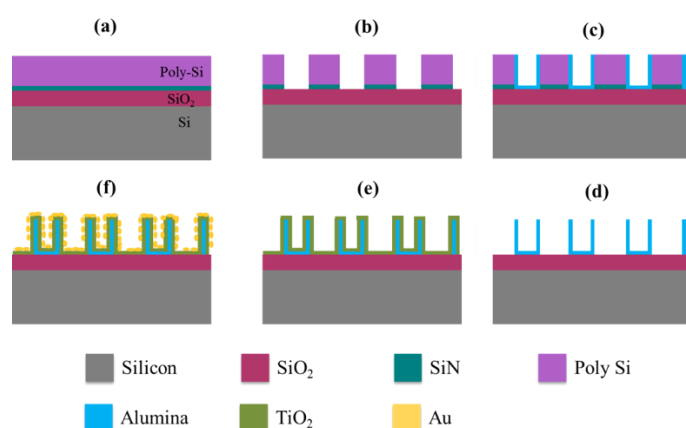 (a) (b) (c)
Poly-Si
SiO2
Si
(f) (e) (d)
Silicon SiO2 SiN Poly Si
Alumina TiO2 Au